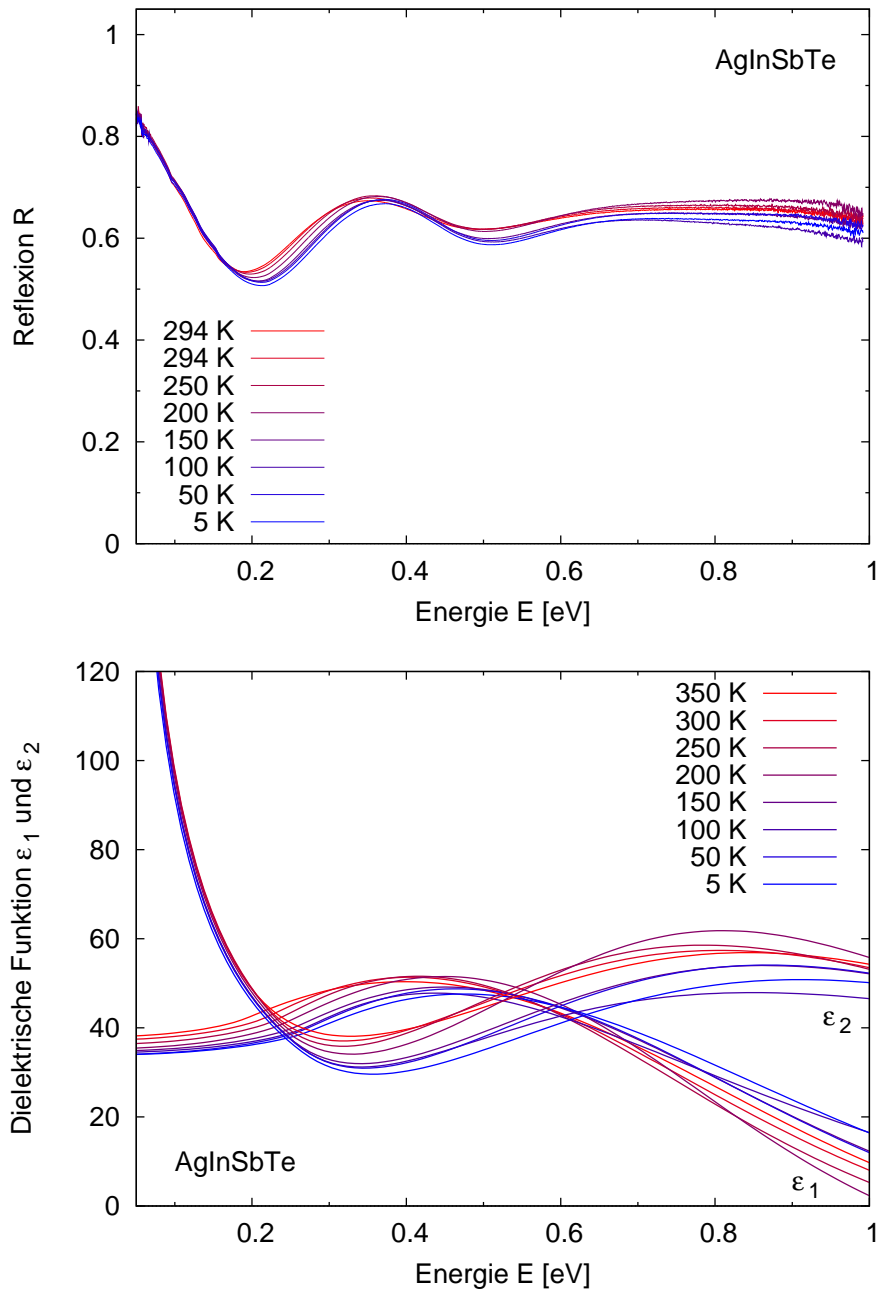 1
AgInSbTe
0.8
0.6
Reflexion R
0.4
294 K
294 K
250 K
200 K
150 K
100 K
50 K
5 K
0.2
0
0.2 0.4 0.6 0.8 1
Energie E [eV]
120
350 K
300 K
250 K
200 K
150 K
100 K
50 K
5 K
100
80
Dielektrische Funktion ε1 und ε2
60
40
ε2
20
AgInSbTe
ε1
0
0.2 0.4 0.6 0.8 1
Energie E [eV]